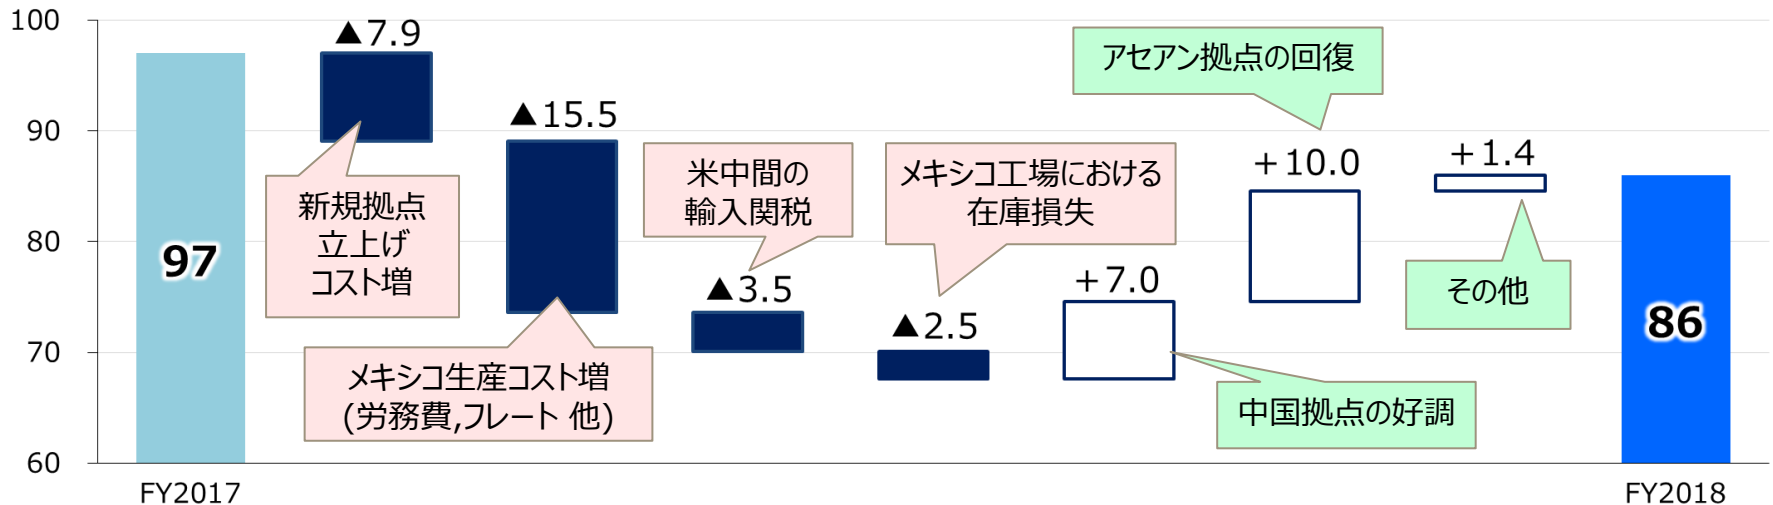 100
90
80
70
60
97
FY2017
▲7.9
新規拠点
立上げ
コスト増
▲15.5
メキシコ生産コスト増
(労務費,フレート 他)
▲3.5
米中間の
輸入関税
▲2.5
メキシコ工場における
在庫損失
+7.0
中国拠点の好調
+10.0
アセアン拠点の回復
+1.4
その他
86
FY2018